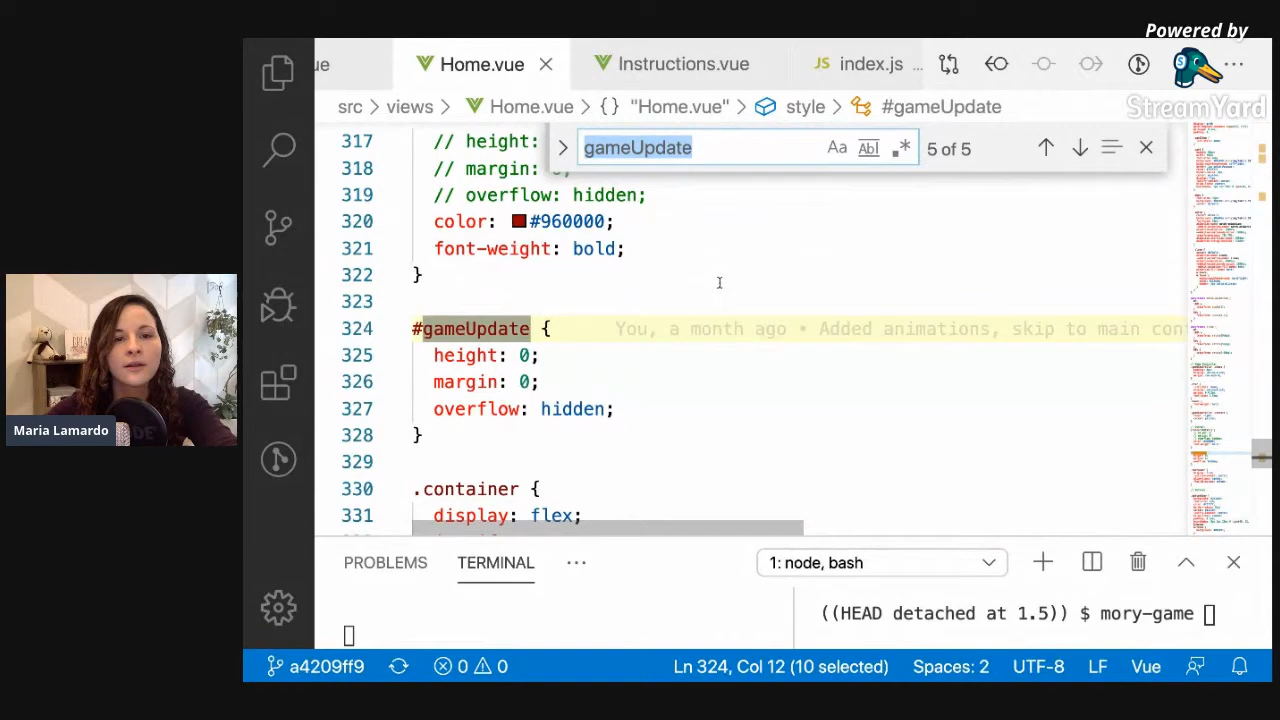 Powered by
StreamYard
ue
Home.vue
Instructions.vue
index.js ...
src > views > Home.vue > {} "Home.vue" > style > #gameUpdate
gameUpdate
Aa Abl .* 5 of 5
317 // height:
318 // margin:
319 // overflow: hidden;
320 color: #960000;
321 font-weight: bold;
322 }
323
324 #gameUpdate { You, a month ago • Added animations, skip to main con
325 height: 0;
326 margin: 0;
327 overflow: hidden;
328 }
329
330 .container {
331 display: flex;
Maria Lamardo
PROBLEMS TERMINAL ... 1: node, bash
((HEAD detached at 1.5)) $ mory-game
a4209ff9 0 0 Ln 324, Col 12 (10 selected) Spaces: 2 UTF-8 LF Vue